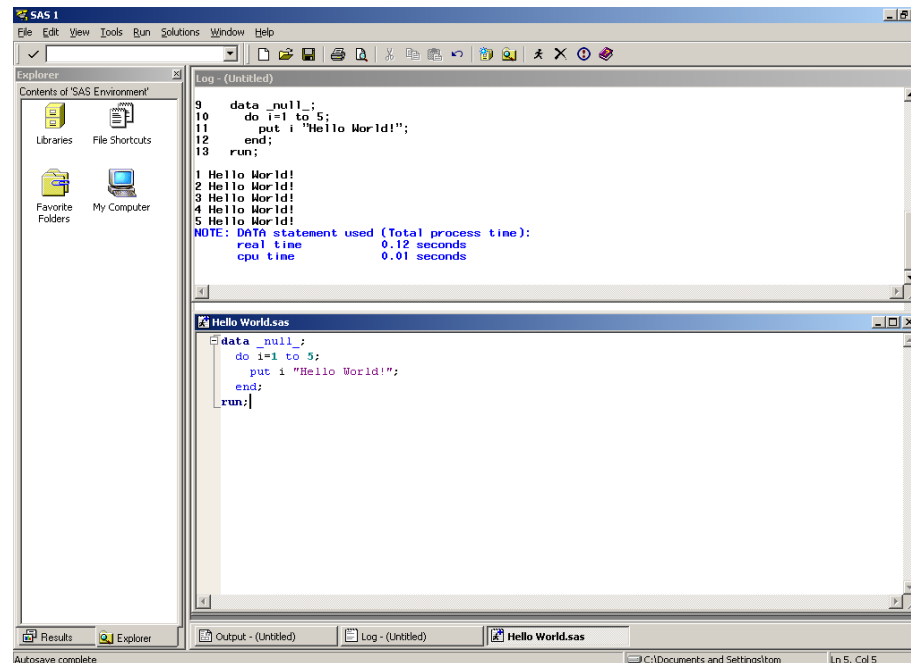 SAS 1
File Edit View Tools Run Solutions Window Help
Explorer
Contents of 'SAS Environment'
Libraries File Shortcuts
Favorite Folders My Computer
Log - (Untitled)
9 data _null_;
10 do i=1 to 5;
11 put i "Hello World!";
12 end;
13 run;
1 Hello World!
2 Hello World!
3 Hello World!
4 Hello World!
5 Hello World!
NOTE: DATA statement used (Total process time):
real time 0.12 seconds
cpu time 0.01 seconds
Hello World.sas
data _null_;
do i=1 to 5;
put i "Hello World!";
end;
run;
Results Explorer
Output - (Untitled) Log - (Untitled) Hello World.sas
Autosave complete C:\Documents and Settings\tom Ln 5, Col 5